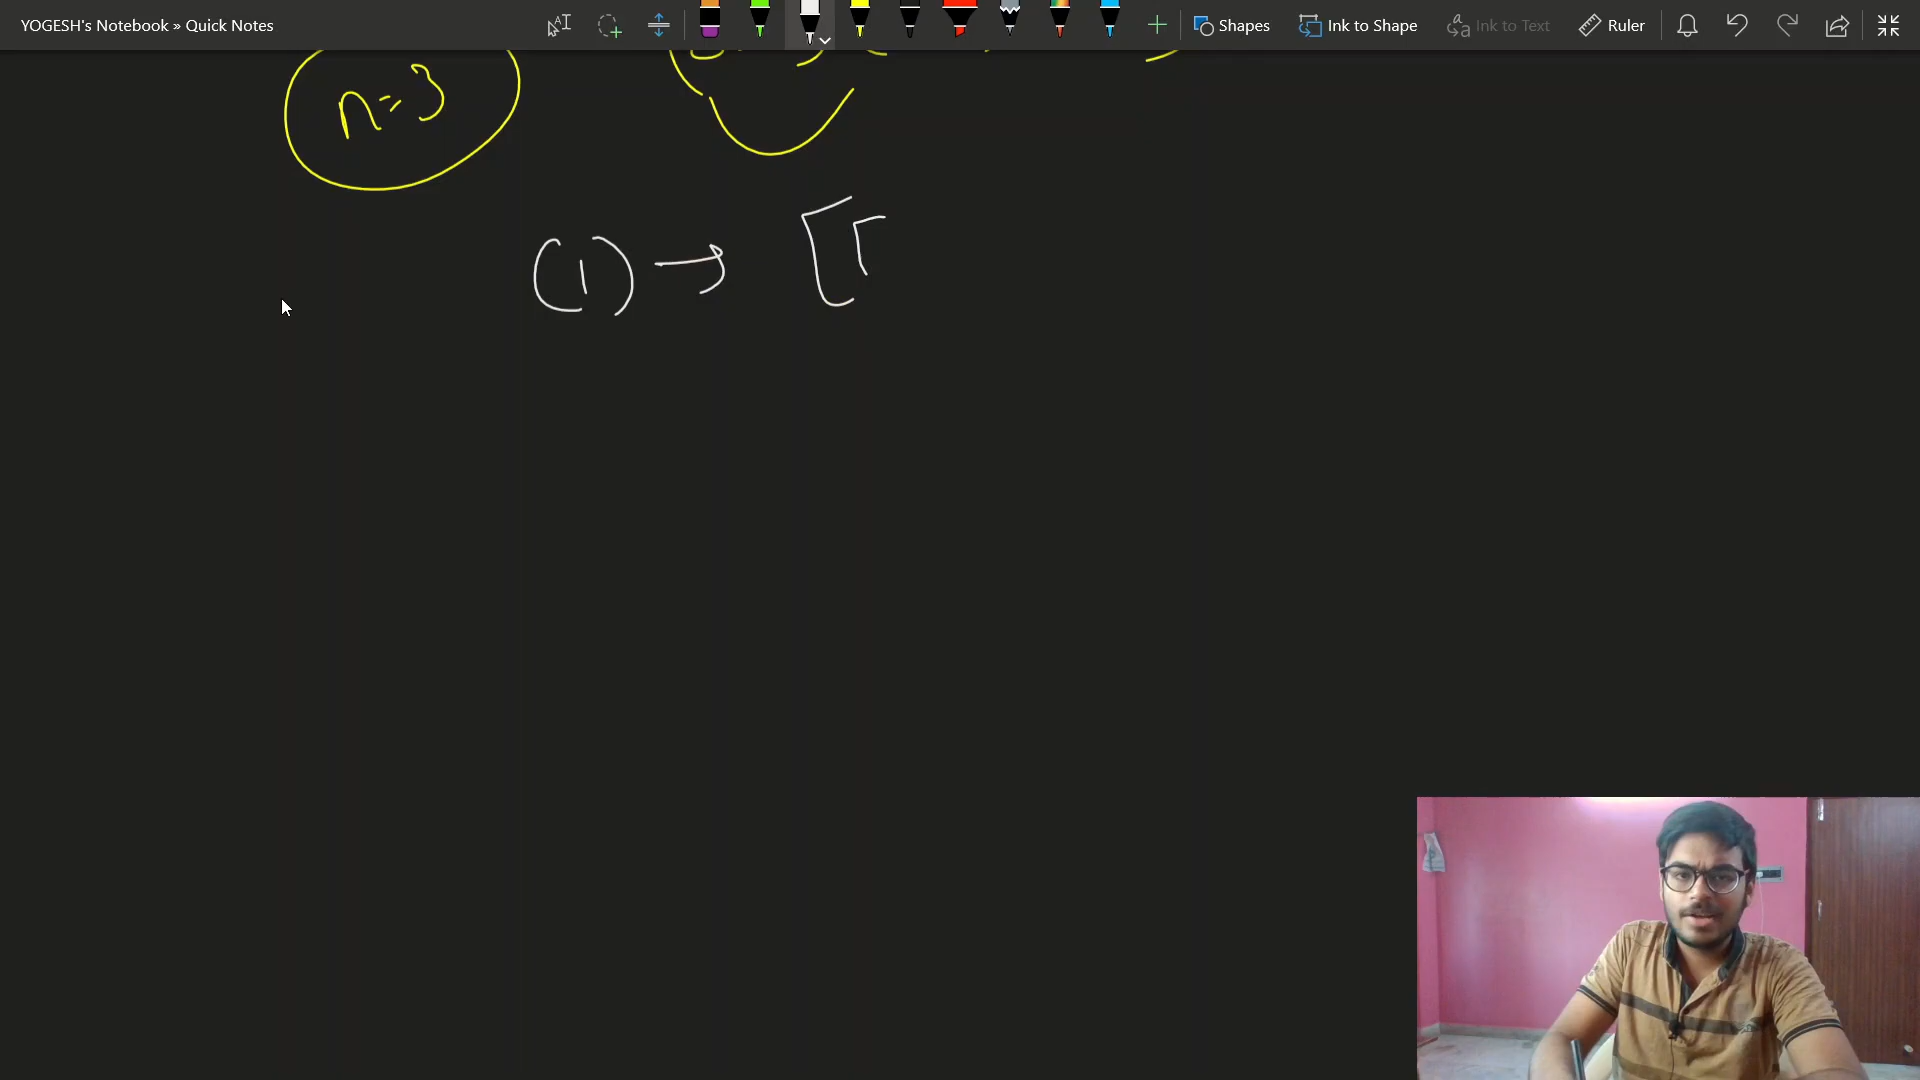 YOGESH's Notebook » Quick Notes
Shapes
Ink to Shape
Ink to Text
Ruler
n=3
(1) → [[